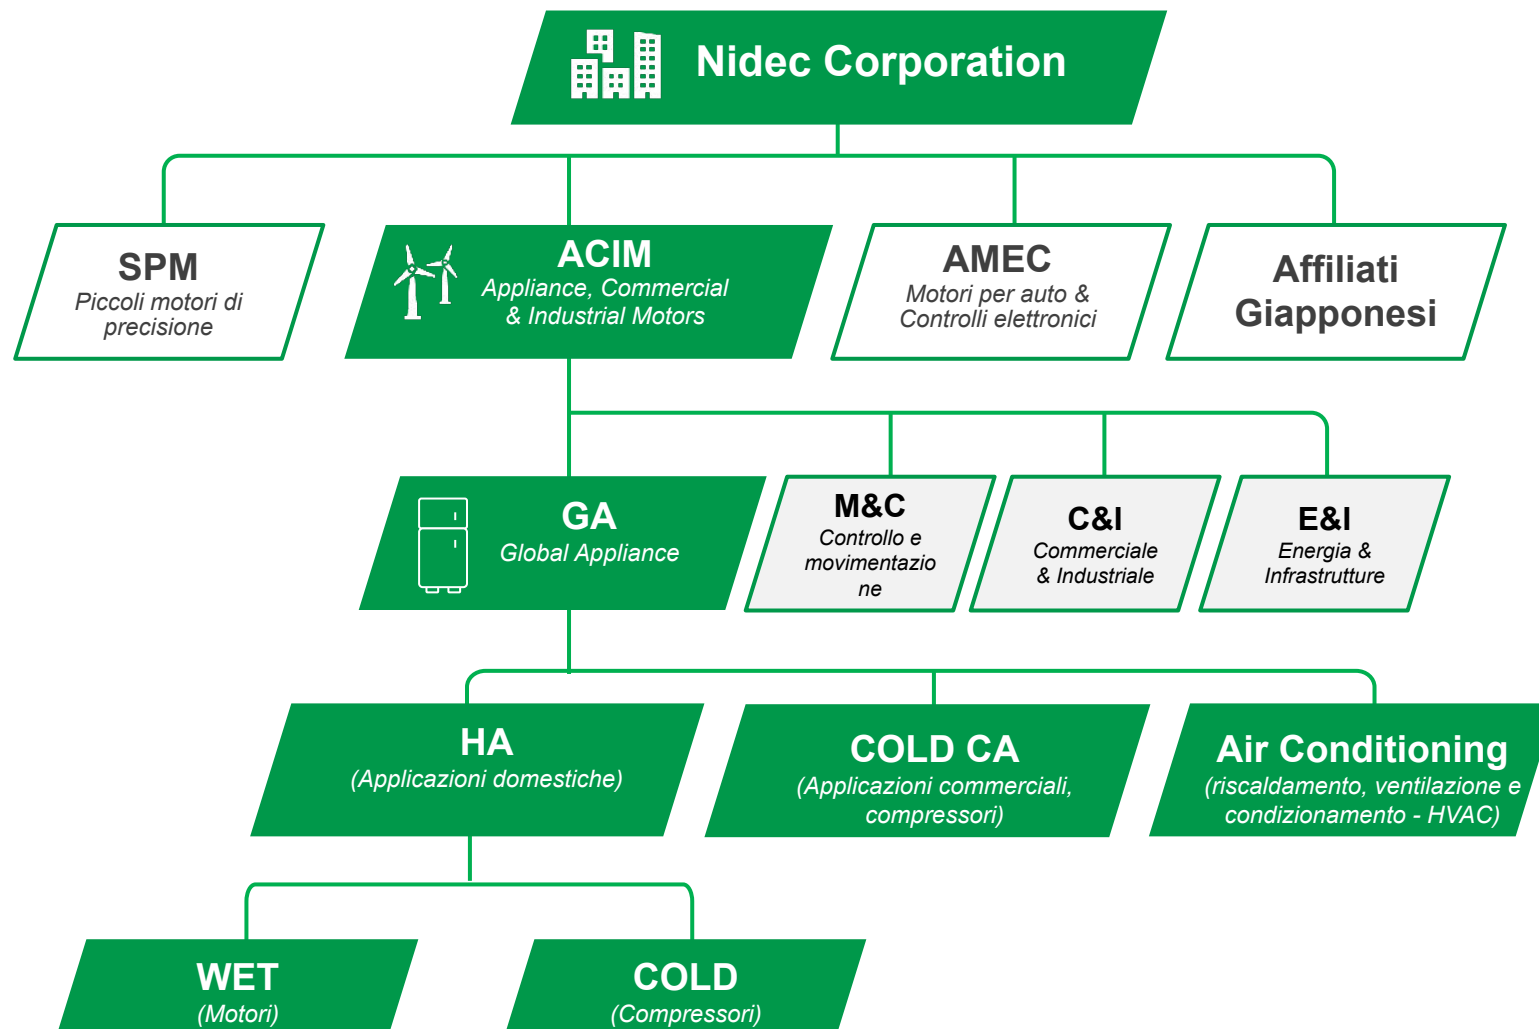 Nidec Corporation
SPM
Piccoli motori di
precisione
ACIM
Appliance, Commercial
& Industrial Motors
AMEC
Motori per auto &
Controlli elettronici
Affiliati
Giapponesi
GA
Global Appliance
M&C
Controllo e
movimentazio
ne
C&I
Commerciale
& Industriale
E&I
Energia &
Infrastrutture
HA
(Applicazioni domestiche)
COLD CA
(Applicazioni commerciali,
compressori)
Air Conditioning
(riscaldamento, ventilazione e
condizionamento - HVAC)
WET
(Motori)
COLD
(Compressori)